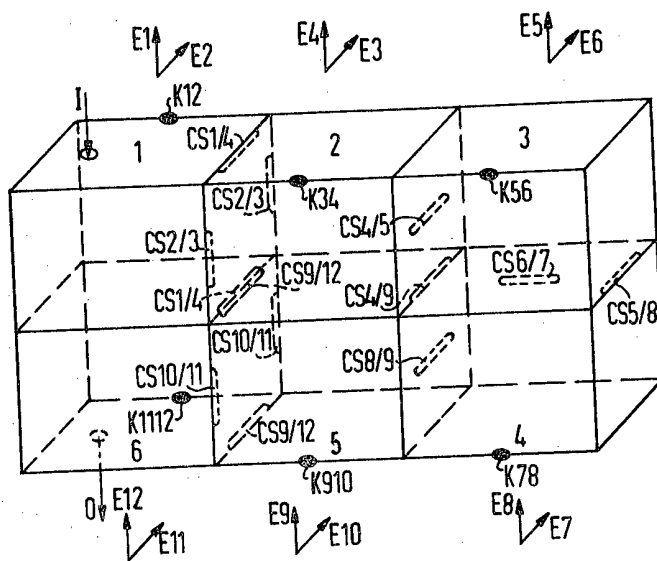 E1 E2 E4 E3 E5 E6
K12
I
1 CS1/4 2 3
CS2/3 K34 K56
CS2/3 CS4/5
CS1/4 CS9/12 CS4/9 CS6/7 CS5/8
CS10/11
CS10/11 CS8/9
K1112 CS9/12
6 5 4
K910 K78
O E12 E11 E9 E10 E8 E7